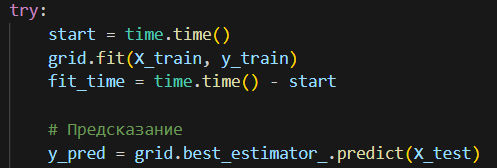 try:
    start = time.time()
    grid.fit(X_train, y_train)
    fit_time = time.time() - start

    # Предсказание
    y_pred = grid.best_estimator_.predict(X_test)